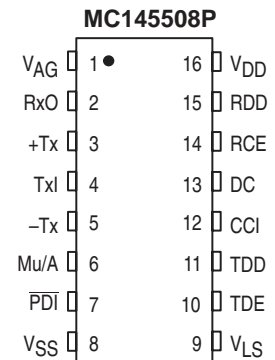 MC145508P
VAG 1 16 VDD
RxO 2 15 RDD
+Tx 3 14 RCE
TxI 4 13 DC
–Tx 5 12 CCI
Mu/A 6 11 TDD
PDI 7 10 TDE
VSS 8 9 VLS